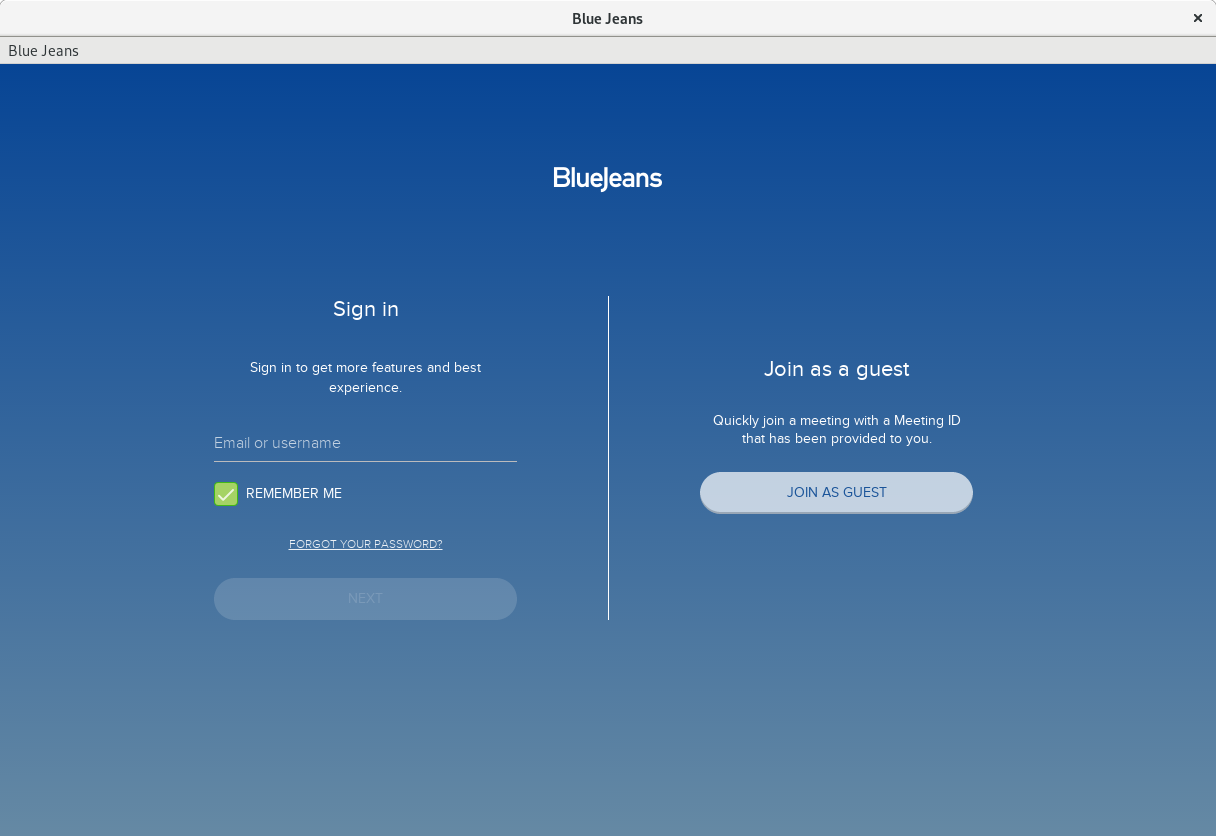 Blue Jeans
Blue Jeans
BlueJeans
Sign in
Sign in to get more features and best
experience.
Email or username
REMEMBER ME
FORGOT YOUR PASSWORD?
NEXT
Join as a guest
Quickly join a meeting with a Meeting ID
that has been provided to you.
JOIN AS GUEST